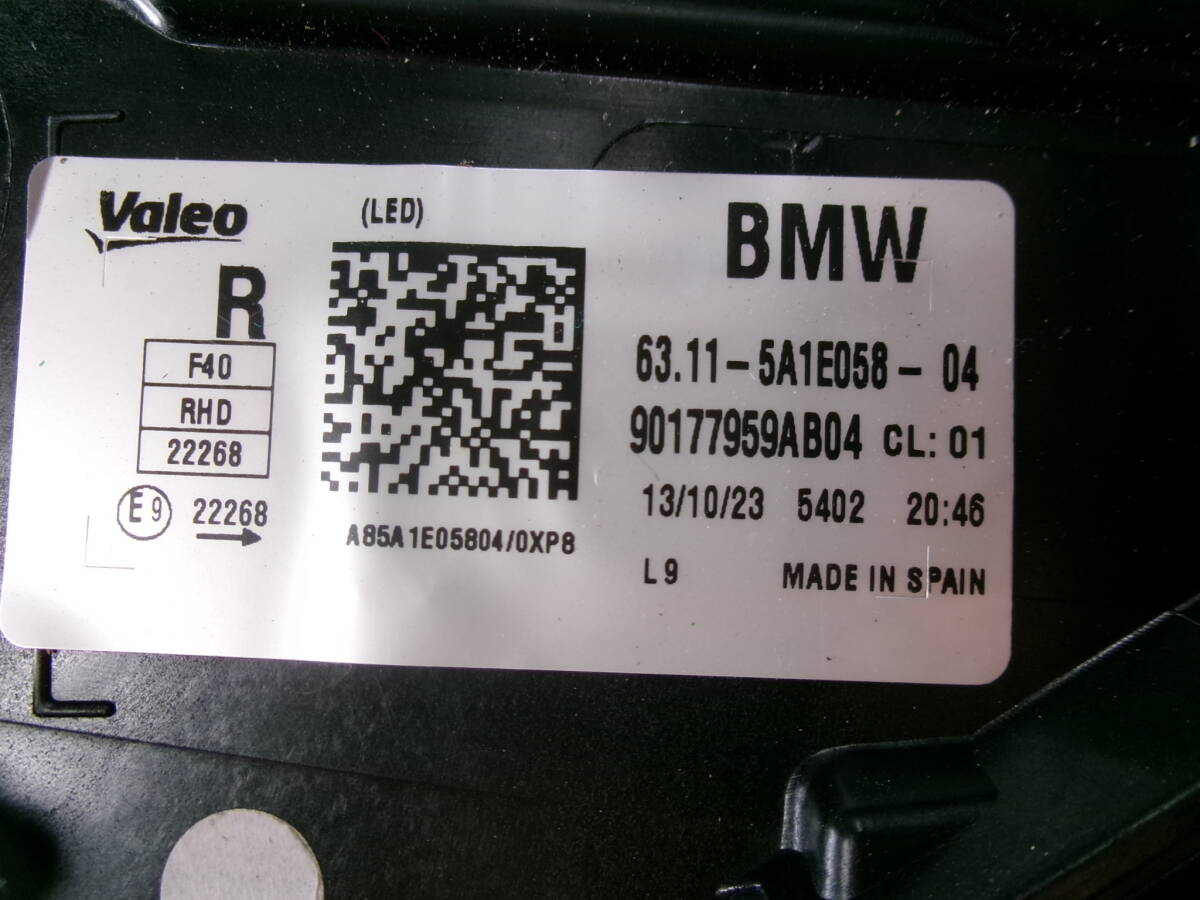 Valeo
(LED)
BMW
R
F40
RHD
22268
E9 22268
A85A1E05804/0XP8
63.11-5A1E058-04
90177959AB04 CL: 01
13/10/23 5402 20:46
L9 MADE IN SPAIN